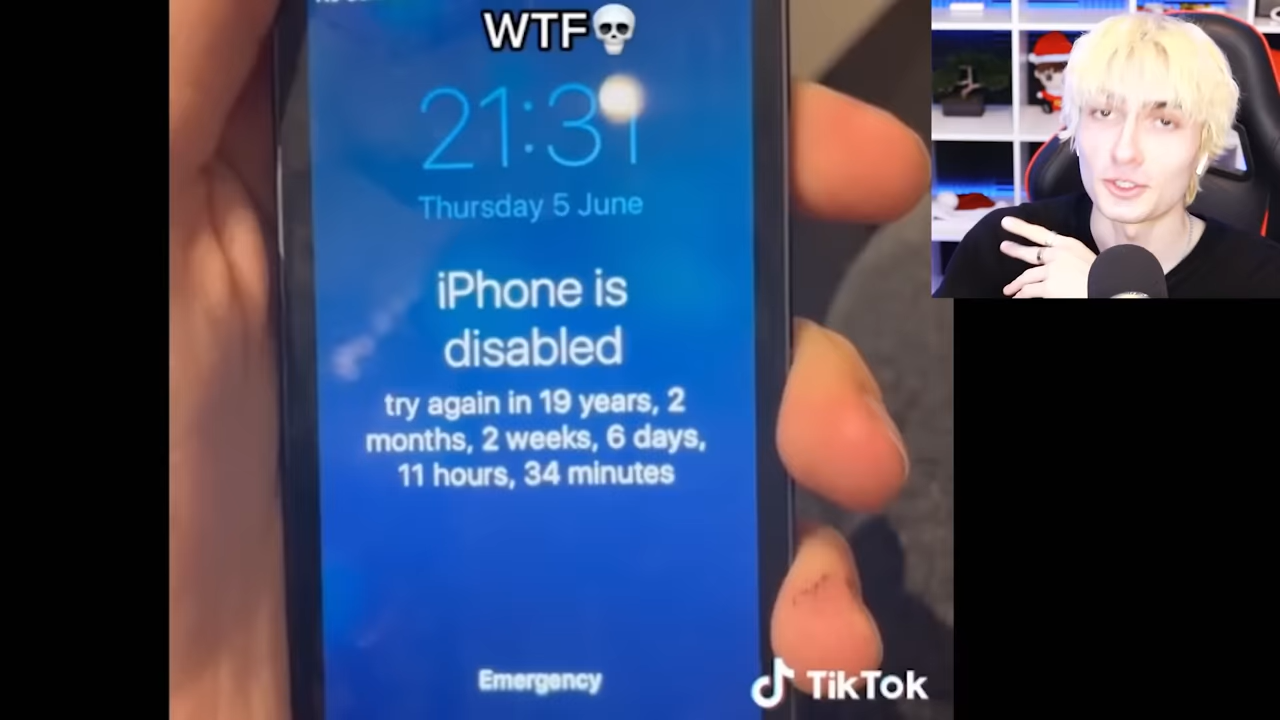 WTF💀
21:31
Thursday 5 June
iPhone is
disabled
try again in 19 years, 2
months, 2 weeks, 6 days,
11 hours, 34 minutes
Emergency
TikTok